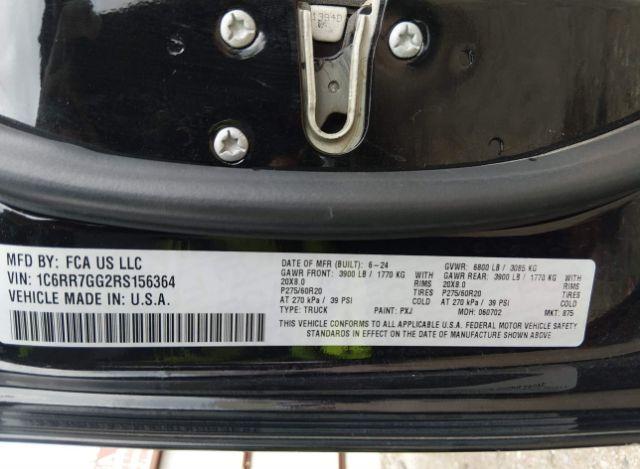 1394D
MFD BY: FCA US LLC
VIN: 1C6RR7GG2RS156364
VEHICLE MADE IN: U.S.A.
DATE OF MFR (BUILT): 6-24
GAWR FRONT: 3900 LB / 1770 KG WITH
20X8.0 RIMS
P275/60R20 TIRES
AT 270 kPa / 39 PSI COLD
TYPE: TRUCK PAINT: PXJ
GVWR: 6800 LB / 3085 KG
GAWR REAR: 3900 LB / 1770 KG WITH
20X8.0 RIMS
P275/60R20 TIRES
AT 270 kPa / 39 PSI COLD
MDH: 060702 MKT: 875
THIS VEHICLE CONFORMS TO ALL APPLICABLE U.S.A. FEDERAL MOTOR VEHICLE SAFETY
STANDARDS IN EFFECT ON THE DATE OF MANUFACTURE SHOWN ABOVE.